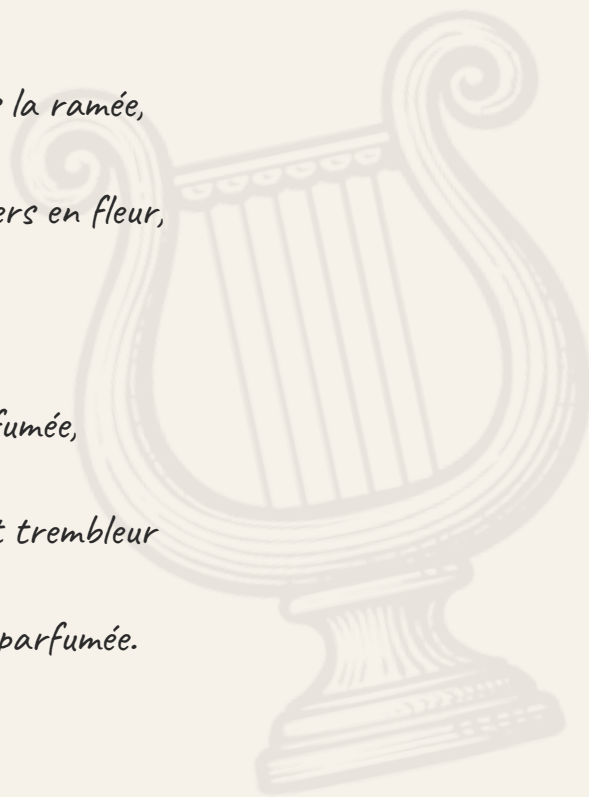 la ramée,
ers en fleur,
fumée,
t trembleur
parfumée.